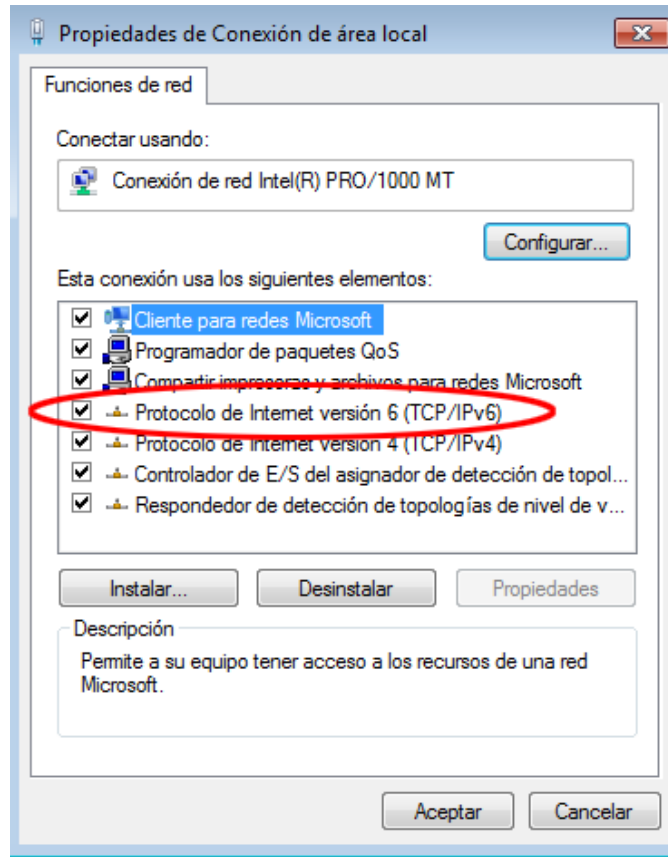 Propiedades de Conexión de área local
Funciones de red
Conectar usando:
Conexión de red Intel(R) PRO/1000 MT
Configurar...
Esta conexión usa los siguientes elementos:
Cliente para redes Microsoft
Programador de paquetes QoS
Compartir impresoras y archivos para redes Microsoft
Protocolo de Internet versión 6 (TCP/IPv6)
Protocolo de Internet versión 4 (TCP/IPv4)
Controlador de E/S del asignador de detección de topol...
Respondedor de detección de topologías de nivel de v...
Instalar... Desinstalar Propiedades
Descripción
Permite a su equipo tener acceso a los recursos de una red
Microsoft.
Aceptar Cancelar